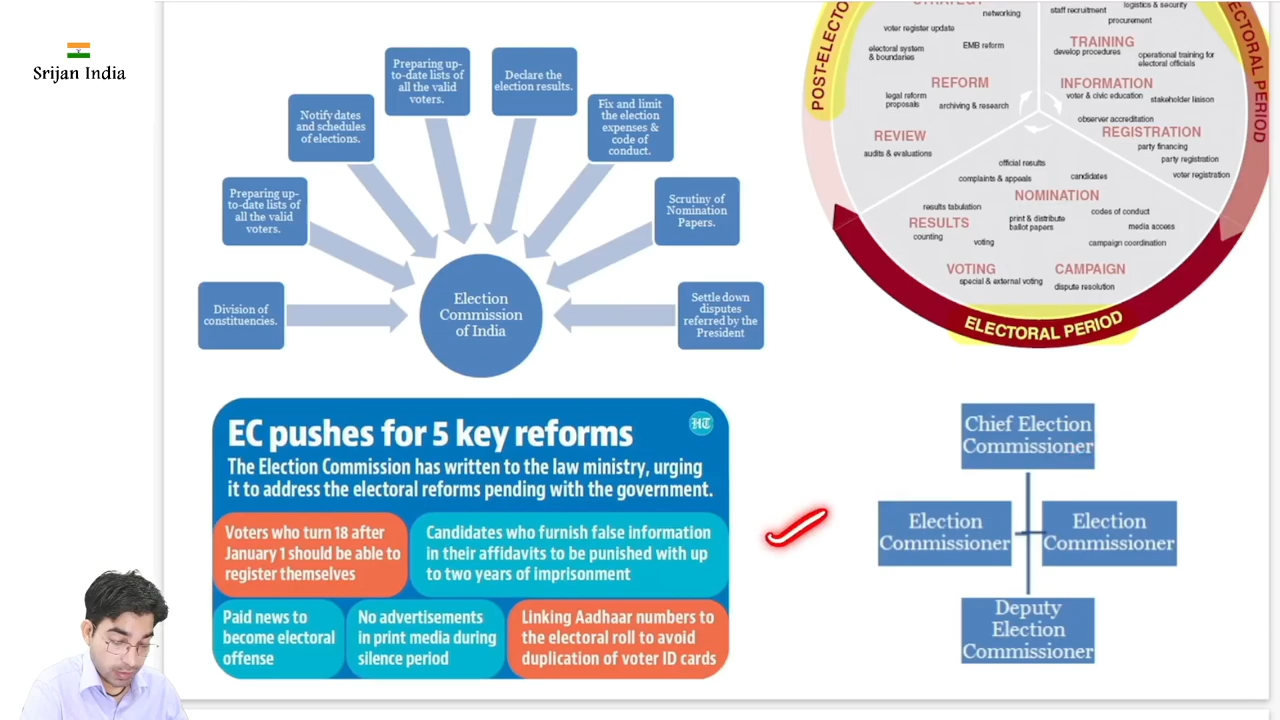 Srijan India
Preparing up-
to-date lists of
all the valid
voters.
Declare the
election results.
Notify dates
and schedules
of elections.
Fix and limit
the election
expenses &
code of
conduct.
Preparing up-
to-date lists of
all the valid
voters.
Scrutiny of
Nomination
Papers.
Division of
constituencies.
Election
Commission
of India
Settle down
disputes
referred by the
President
POST-ELECTO
networking
voter register update
electoral system
& boundaries
EMB reform
REFORM
legal reform
proposals
archiving & research
REVIEW
audits & evaluations
logistics & security
staff recruitment
procurement
TRAINING
develop procedures
operational training for
electoral officials
INFORMATION
voter & civic education
stakeholder liaison
observer accreditation
REGISTRATION
party financing
party registration
voter registration
CTORAL PERIOD
official results
complaints & appeals
candidates
NOMINATION
results tabulation
codes of conduct
RESULTS
print & distribute
ballot papers
media access
counting
voting
campaign coordination
VOTING
CAMPAIGN
special & external voting
dispute resolution
ELECTORAL PERIOD
EC pushes for 5 key reforms
HT
The Election Commission has written to the law ministry, urging
it to address the electoral reforms pending with the government.
Voters who turn 18 after
January 1 should be able to
register themselves
Candidates who furnish false information
in their affidavits to be punished with up
to two years of imprisonment
Paid news to
become electoral
offense
No advertisements
in print media during
silence period
Linking Aadhaar numbers to
the electoral roll to avoid
duplication of voter ID cards
Chief Election
Commissioner
Election
Commissioner
Election
Commissioner
Deputy
Election
Commissioner